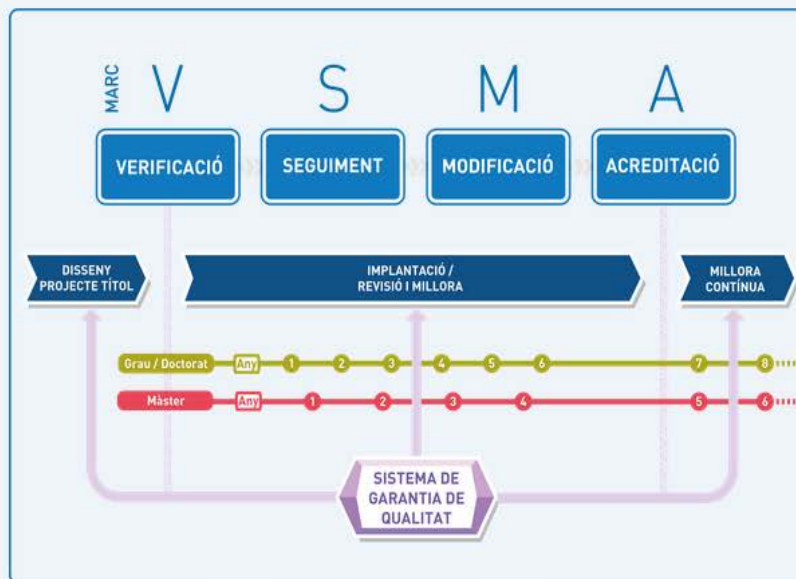 MARC V S M A
VERIFICACIÓ SEGUIMENT MODIFICACIÓ ACREDITACIÓ
DISSENY
PROJECTE TÍTOL
IMPLANTACIÓ /
REVISIÓ I MILLORA
MILLORA
CONTÍNUA
Grau / Doctorat Any 1 2 3 4 5 6 7 8
Màster Any 1 2 3 4 5 6
SISTEMA DE
GARANTIA DE
QUALITAT